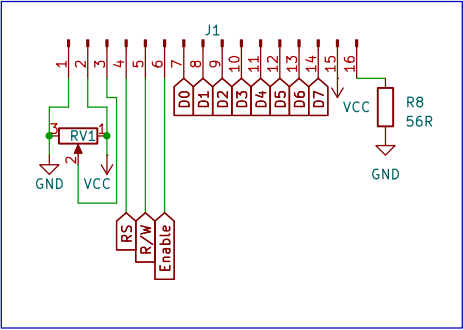 J1
1 2 3 4 5 6 7 8 9 10 11 12 13 14 15 16
D0 D1 D2 D3 D4 D5 D6 D7
VCC
R8
56R
3 RV1 1
2
GND VCC
GND
RS R/W Enable